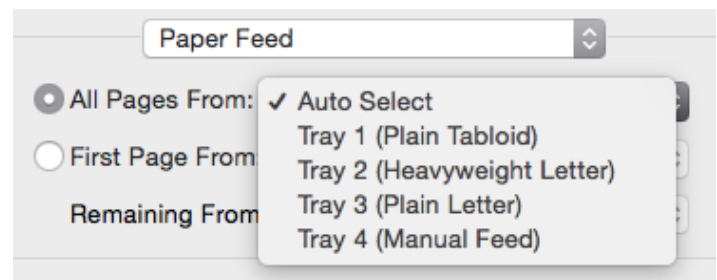 Paper Feed
All Pages From:
✓ Auto Select
Tray 1 (Plain Tabloid)
First Page From
Tray 2 (Heavyweight Letter)
Tray 3 (Plain Letter)
Remaining From
Tray 4 (Manual Feed)